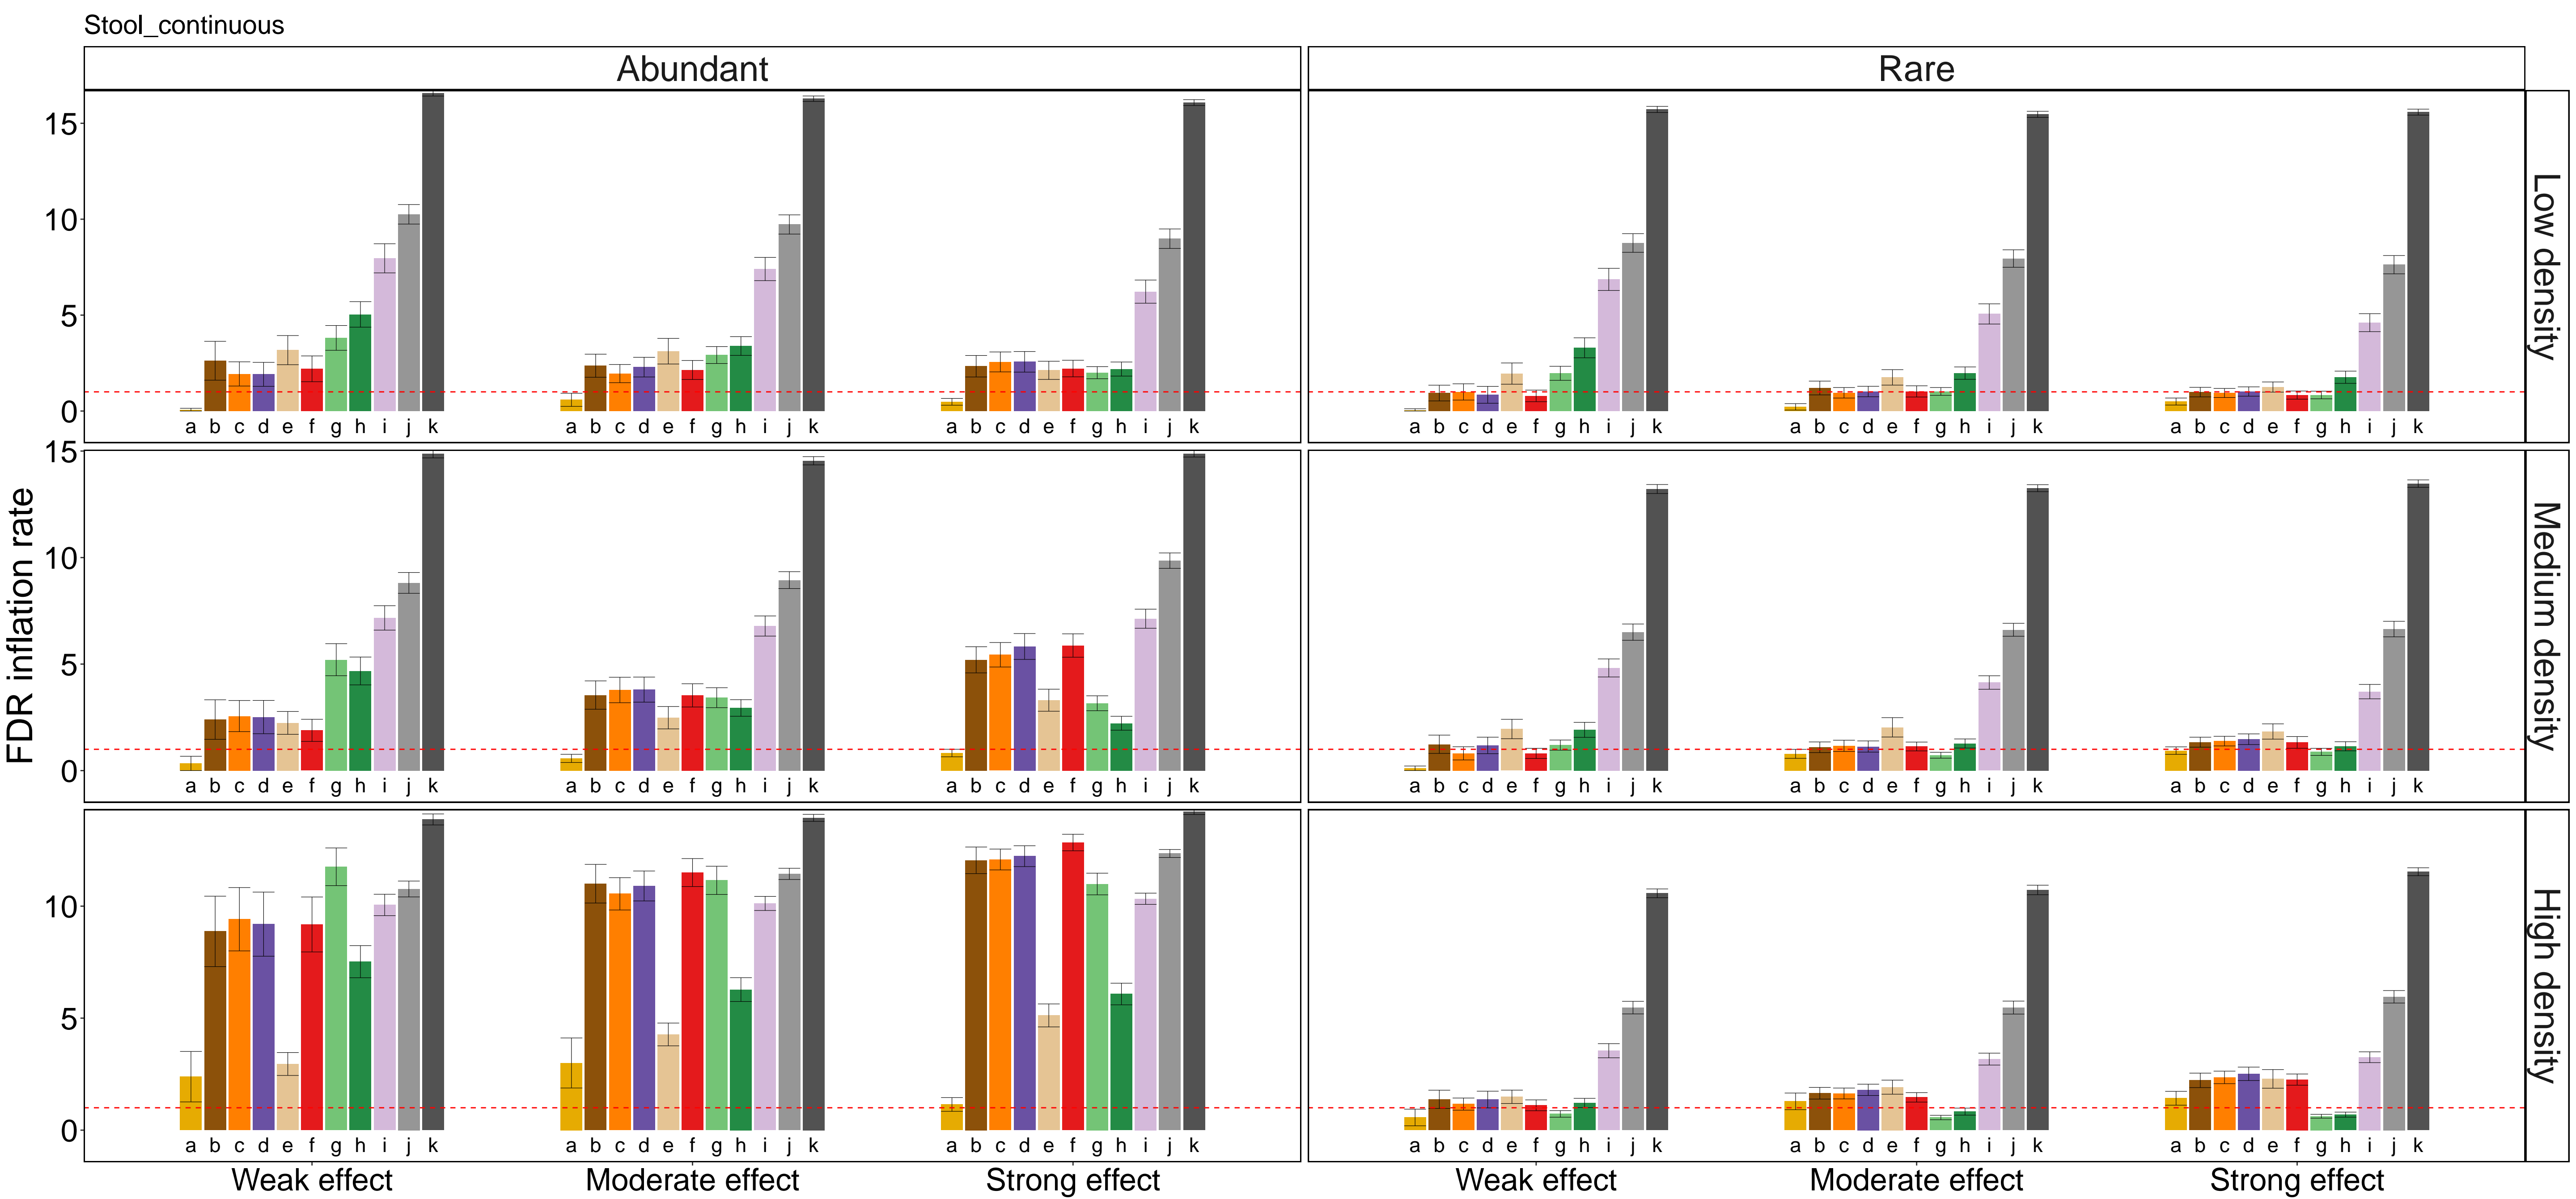 Stool_continuous
Abundant Rare
15
10
5
0
a b c d e f g h i j k a b c d e f g h i j k a b c d e f g h i j k a b c d e f g h i j k a b c d e f g h i j k a b c d e f g h i j k
Low density
15
10
5
0
a b c d e f g h i j k a b c d e f g h i j k a b c d e f g h i j k a b c d e f g h i j k a b c d e f g h i j k a b c d e f g h i j k
Medium density
FDR inflation rate
10
5
0
a b c d e f g h i j k a b c d e f g h i j k a b c d e f g h i j k a b c d e f g h i j k a b c d e f g h i j k a b c d e f g h i j k
High density
Weak effect Moderate effect Strong effect Weak effect Moderate effect Strong effect